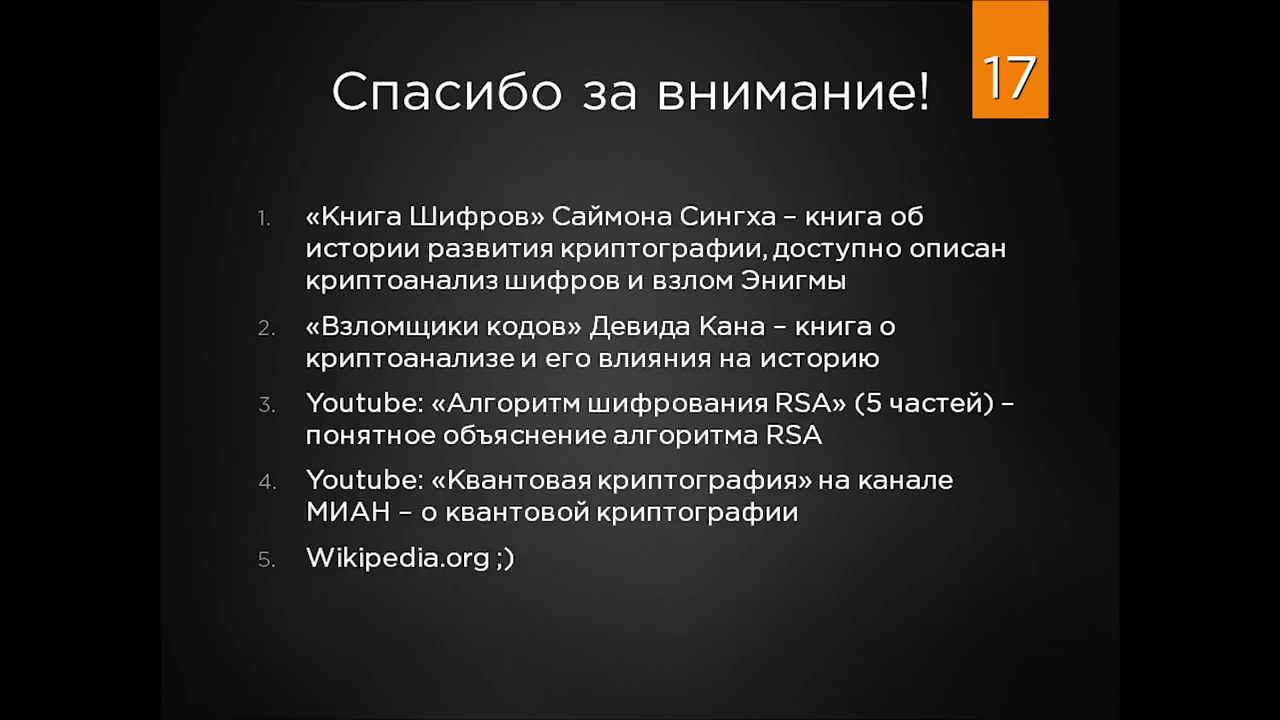 Спасибо за внимание!
17
1. «Книга Шифров» Саймона Сингха – книга об
истории развития криптографии, доступно описан
криптоанализ шифров и взлом Энигмы
2. «Взломщики кодов» Девида Кана – книга о
криптоанализе и его влияния на историю
3. Youtube: «Алгоритм шифрования RSA» (5 частей) –
понятное объяснение алгоритма RSA
4. Youtube: «Квантовая криптография» на канале
МИАН – о квантовой криптографии
5. Wikipedia.org ;)